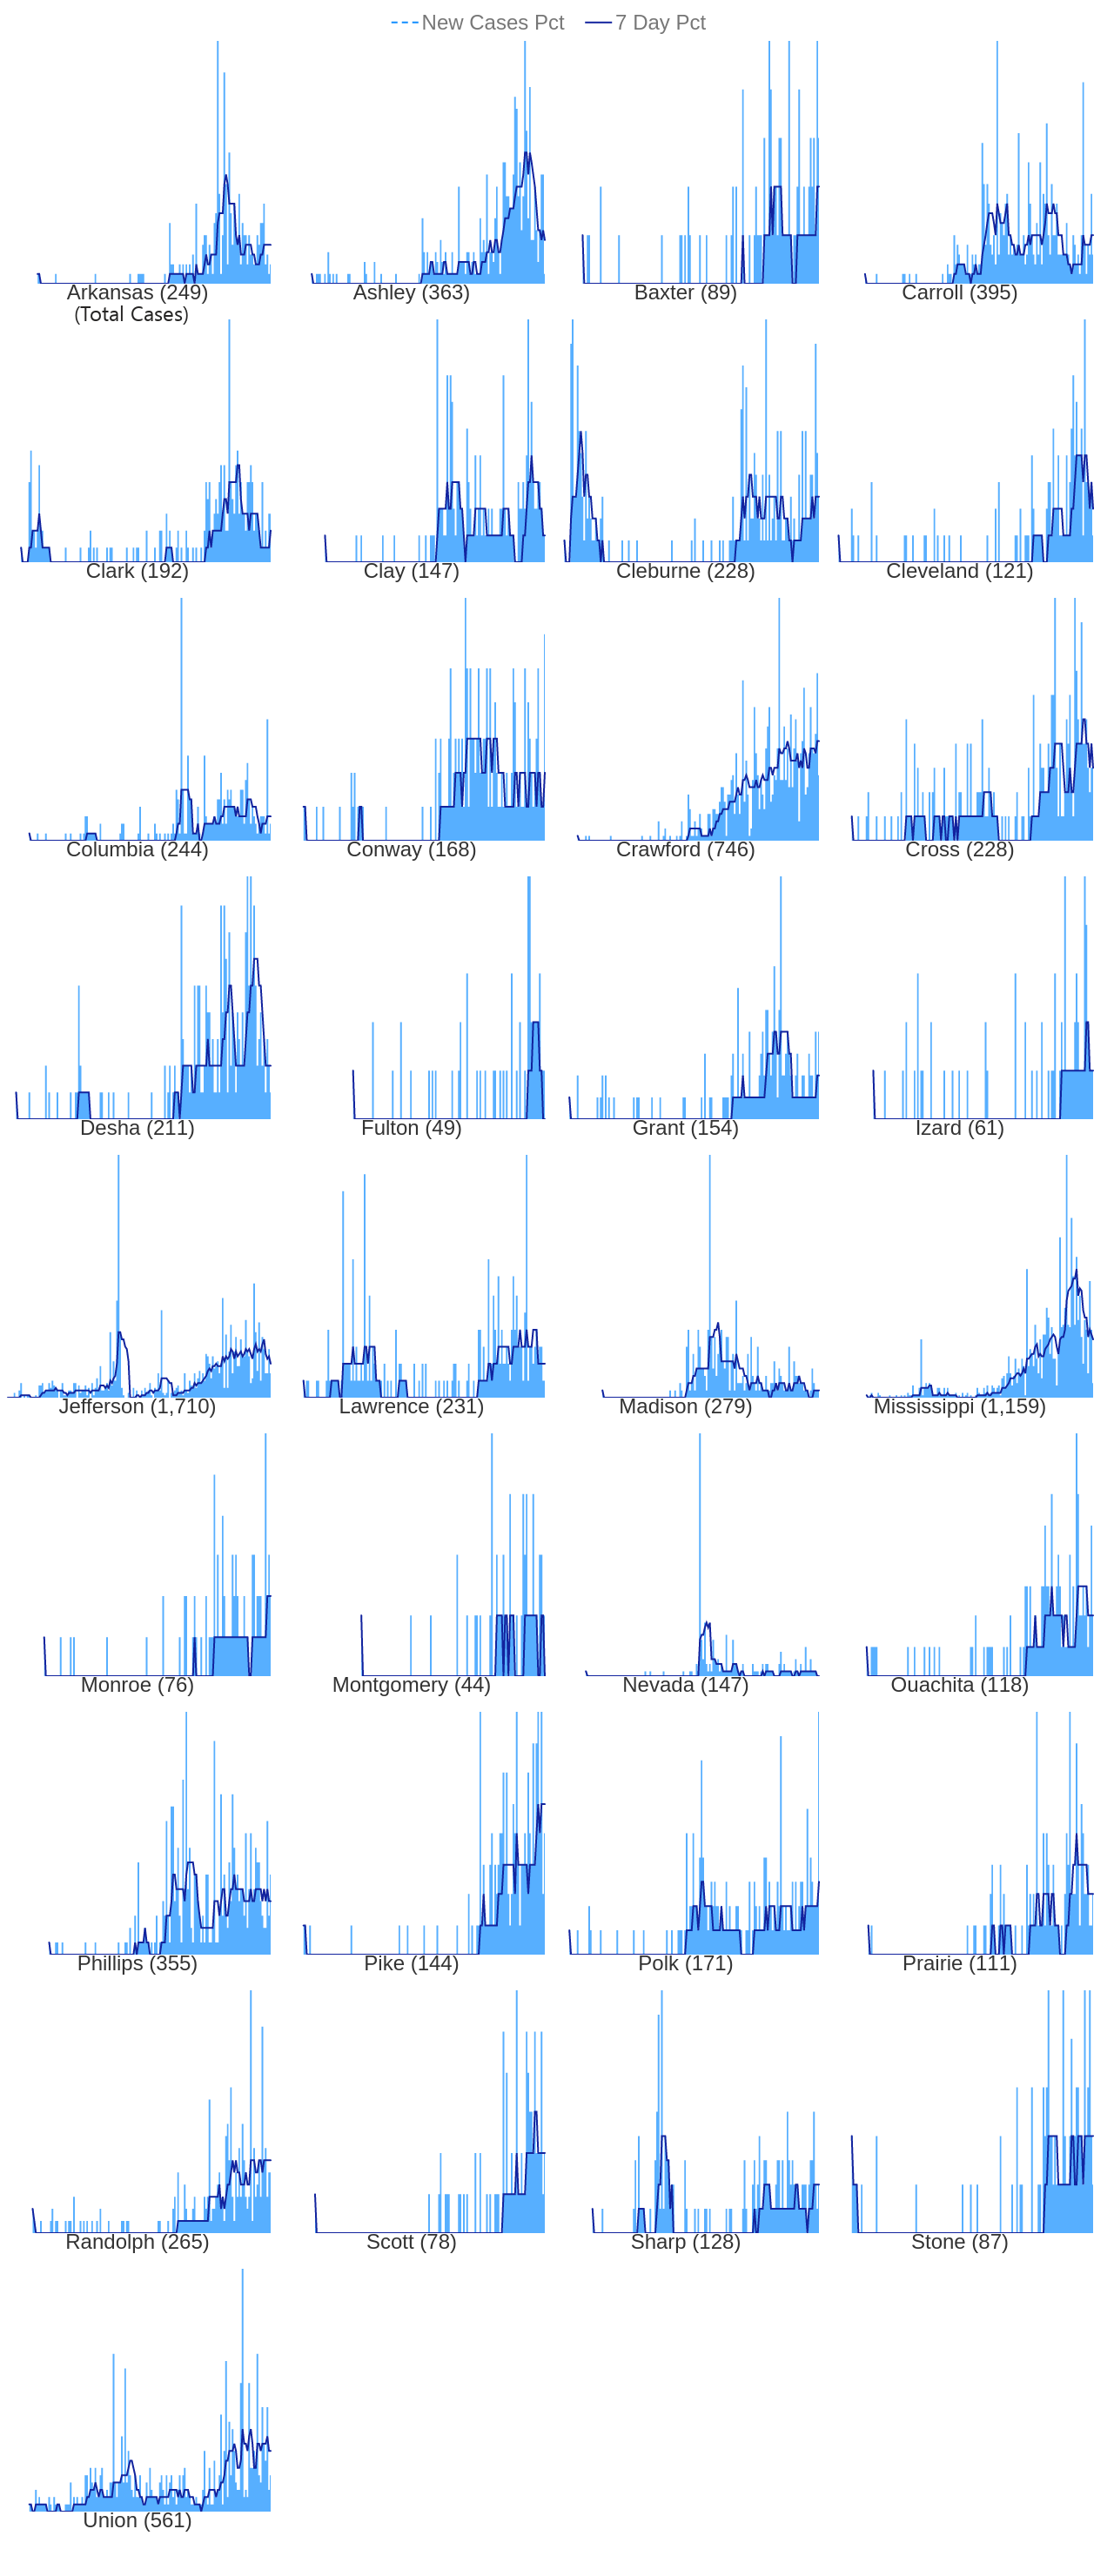 New Cases Pct 7 Day Pct
Arkansas (249) Ashley (363) Baxter (89) Carroll (395)
(Total Cases)
Clark (192) Clay (147) Cleburne (228) Cleveland (121)
Columbia (244) Conway (168) Crawford (746) Cross (228)
Desha (211) Fulton (49) Grant (154) Izard (61)
Jefferson (1,710) Lawrence (231) Madison (279) Mississippi (1,159)
Monroe (76) Montgomery (44) Nevada (147) Ouachita (118)
Phillips (355) Pike (144) Polk (171) Prairie (111)
Randolph (265) Scott (78) Sharp (128) Stone (87)
Union (561)